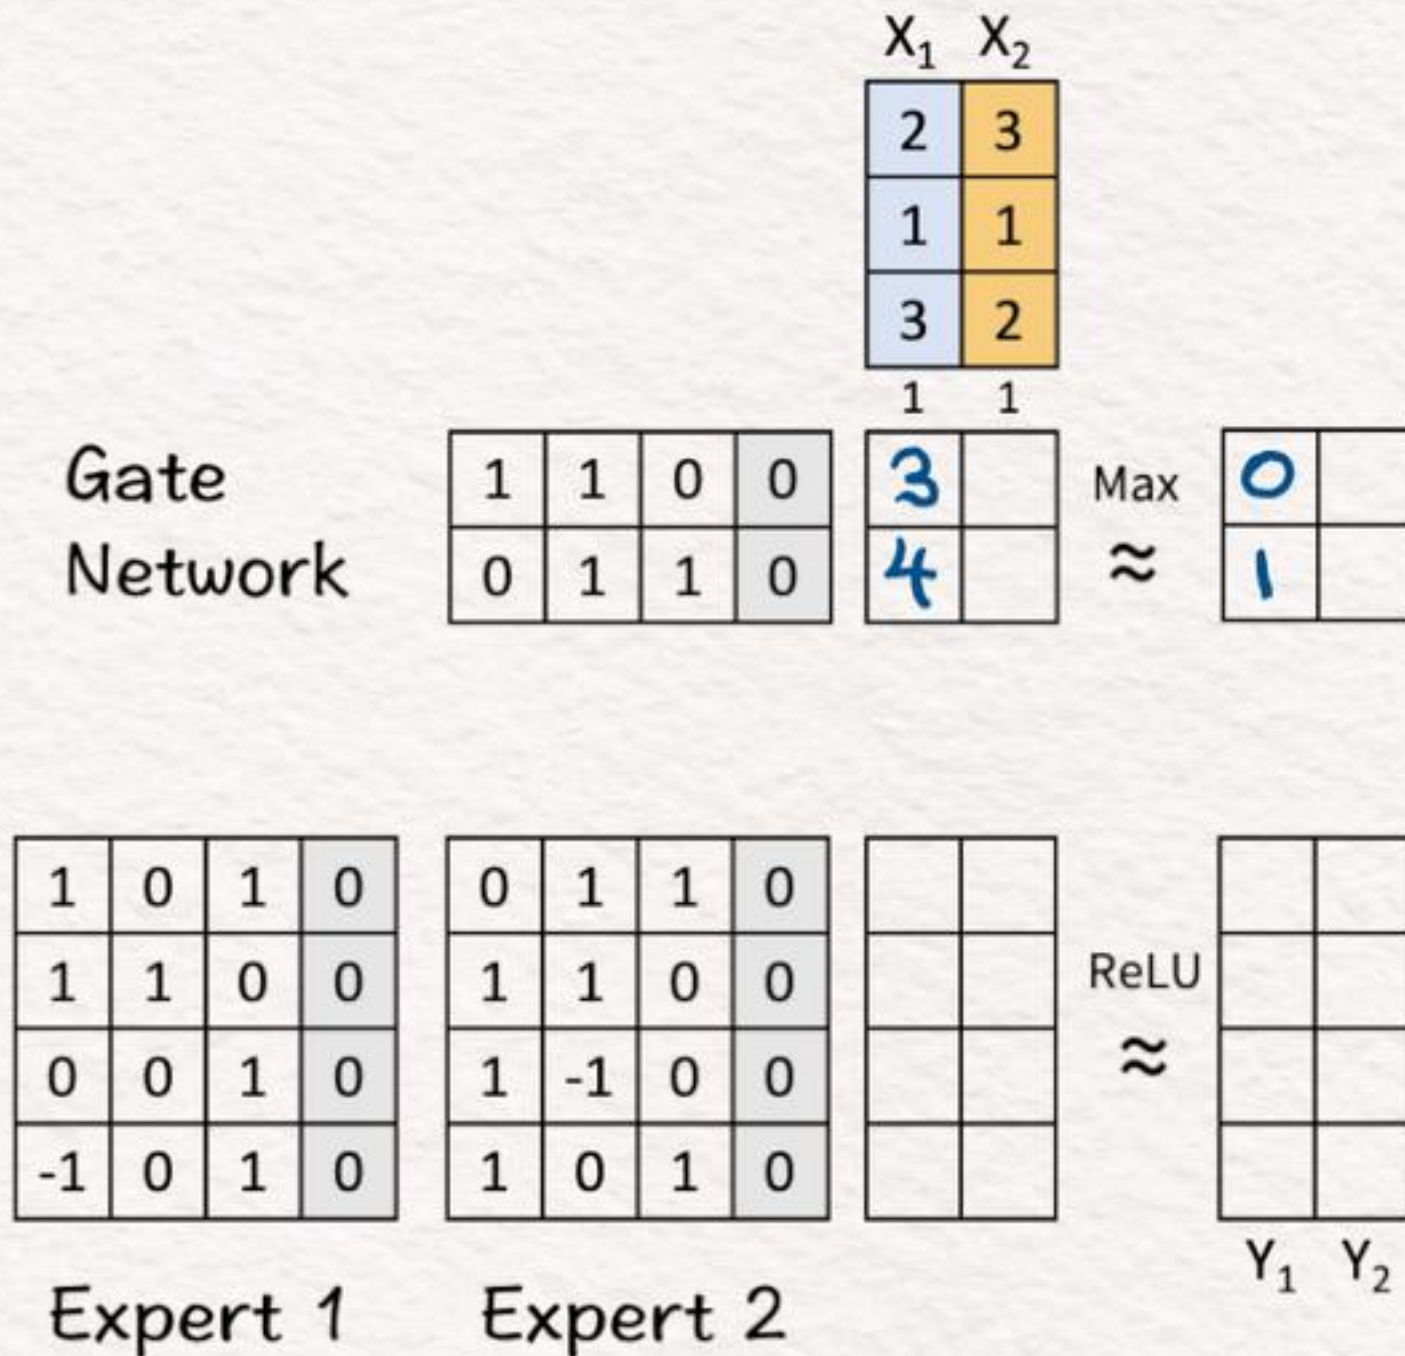 X₁ X₂
2 3
1 1
3 2
1 1
Gate
Network
1 1 0 0 3 Max 0
0 1 1 0 4 ≈ 1
1 0 1 0 0 1 1 0
1 1 0 0 1 1 0 0 ReLU
0 0 1 0 1 -1 0 0 ≈
-1 0 1 0 1 0 1 0
Y₁ Y₂
Expert 1 Expert 2